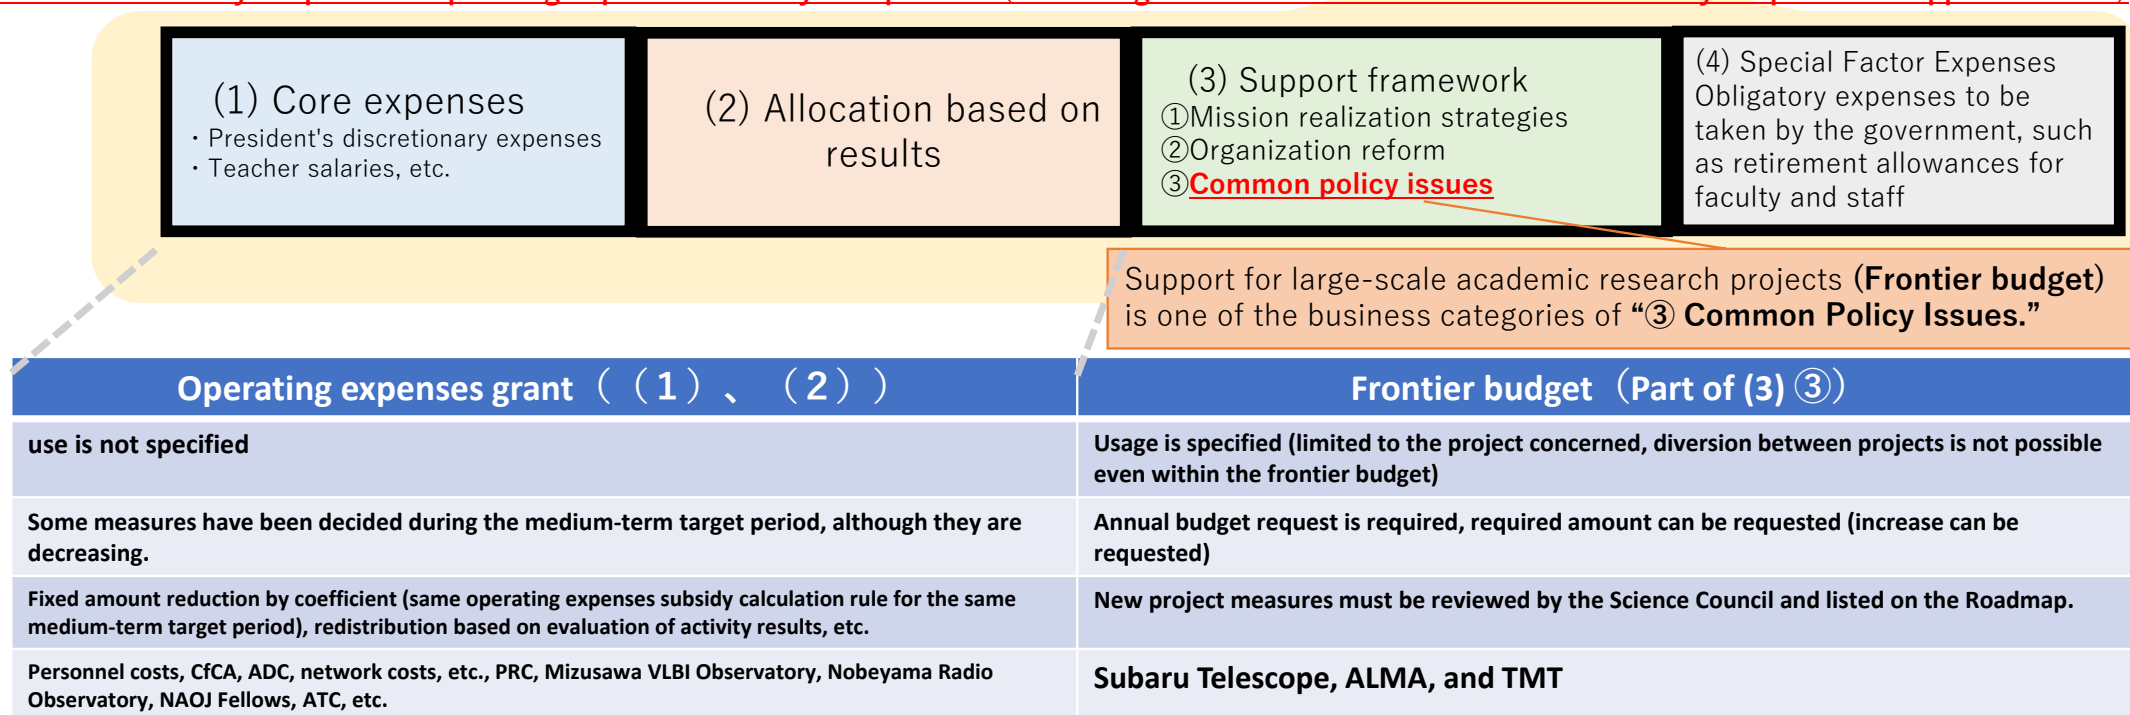 (1) Core expenses
・President's discretionary expenses
・Teacher salaries, etc.
(2) Allocation based on
results
(3) Support framework
①Mission realization strategies
②Organization reform
③Common policy issues
(4) Special Factor Expenses
Obligatory expenses to be
taken by the government, such
as retirement allowances for
faculty and staff
Support for large-scale academic research projects (Frontier budget)
is one of the business categories of “③ Common Policy Issues.”
Operating expenses grant（（1）、（2））
Frontier budget（Part of (3) ③）
use is not specified
Usage is specified (limited to the project concerned, diversion between projects is not possible
even within the frontier budget)
Some measures have been decided during the medium-term target period, although they are
decreasing.
Annual budget request is required, required amount can be requested (increase can be
requested)
Fixed amount reduction by coefficient (same operating expenses subsidy calculation rule for the same
medium-term target period), redistribution based on evaluation of activity results, etc.
New project measures must be reviewed by the Science Council and listed on the Roadmap.
Personnel costs, CfCA, ADC, network costs, etc., PRC, Mizusawa VLBI Observatory, Nobeyama Radio
Observatory, NAOJ Fellows, ATC, etc.
Subaru Telescope, ALMA, and TMT